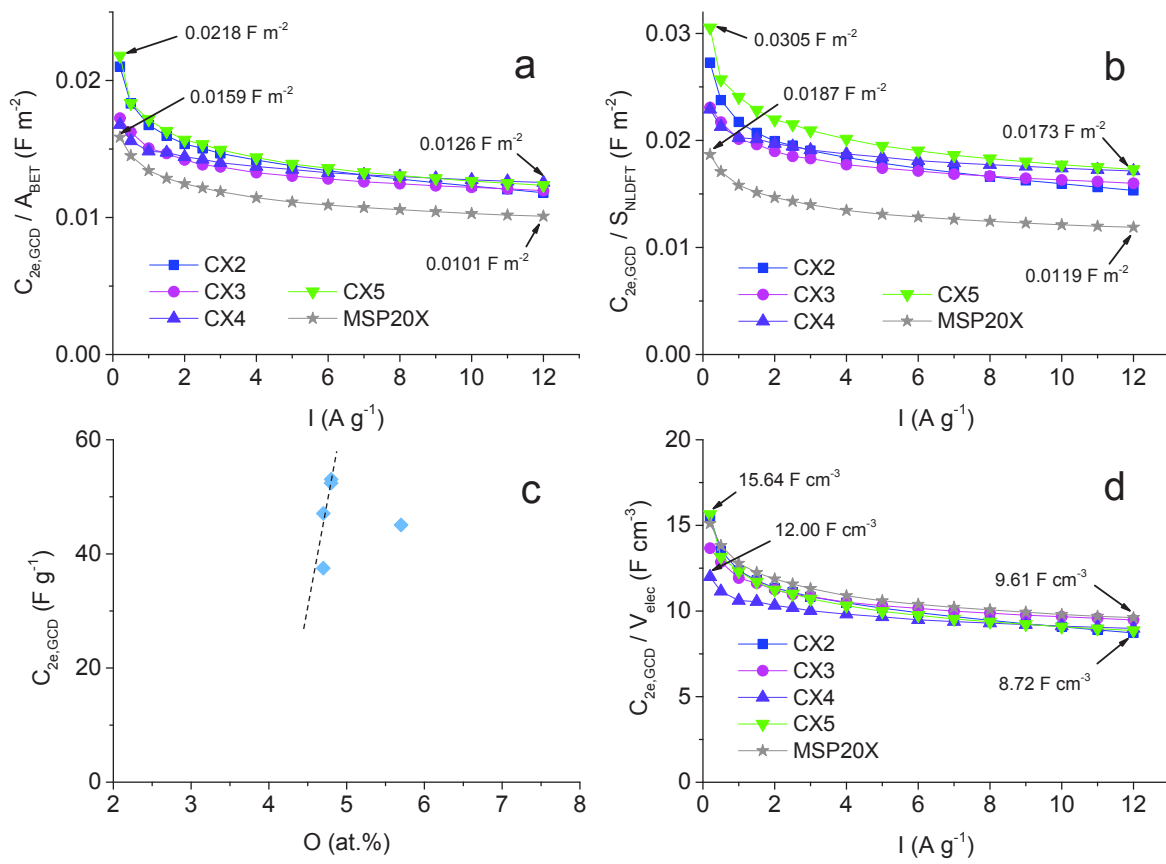 a
0.0218 F m⁻²
0.0159 F m⁻²
0.0126 F m⁻²
0.0101 F m⁻²
0.02
0.01
0.00
C2e,GCD / ABET (F m⁻²)
CX2
CX3
CX4
CX5
MSP20X
0 2 4 6 8 10 12
I (A g⁻¹)
b
0.0305 F m⁻²
0.0187 F m⁻²
0.0173 F m⁻²
0.0119 F m⁻²
0.03
0.02
0.01
0.00
C2e,GCD / SNLDFT (F m⁻²)
CX2
CX3
CX4
CX5
MSP20X
0 2 4 6 8 10 12
I (A g⁻¹)
c
60
40
20
0
C2e,GCD (F g⁻¹)
2 3 4 5 6 7 8
O (at.%)
d
15.64 F cm⁻³
12.00 F cm⁻³
9.61 F cm⁻³
8.72 F cm⁻³
20
15
10
5
0
C2e,GCD / Velec (F cm⁻³)
CX2
CX3
CX4
CX5
MSP20X
0 2 4 6 8 10 12
I (A g⁻¹)